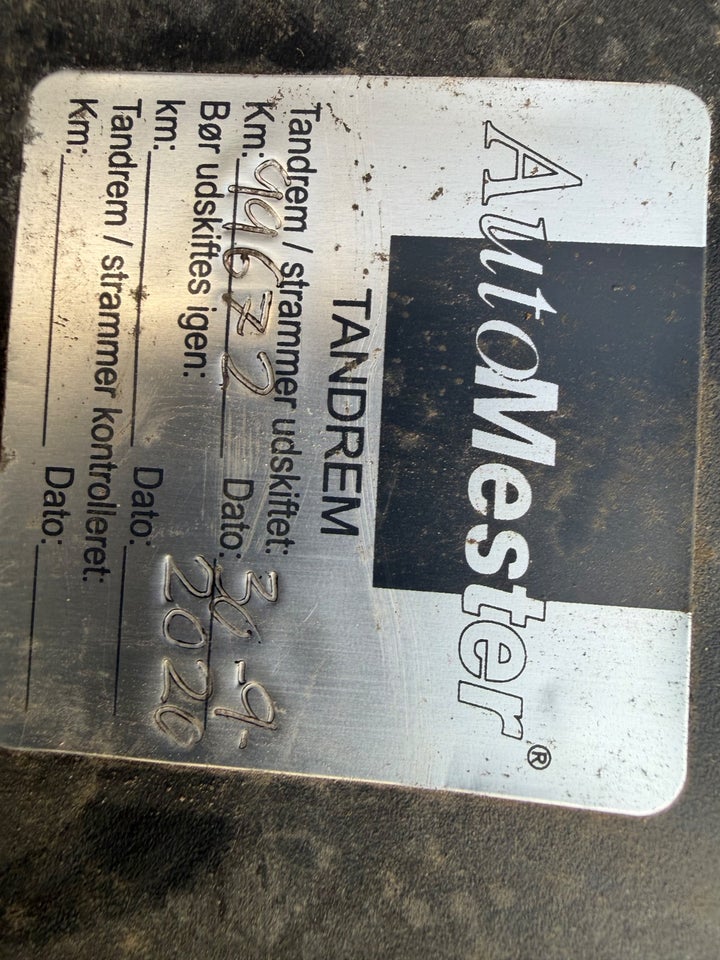 AutoMester®
TANDREM
Tandrem / strammer udskiftet:
Km: 99672 Dato: 30-9-
2020
Bør udskiftes igen:
km: Dato:
Tandrem / strammer kontrolleret:
Km: Dato: